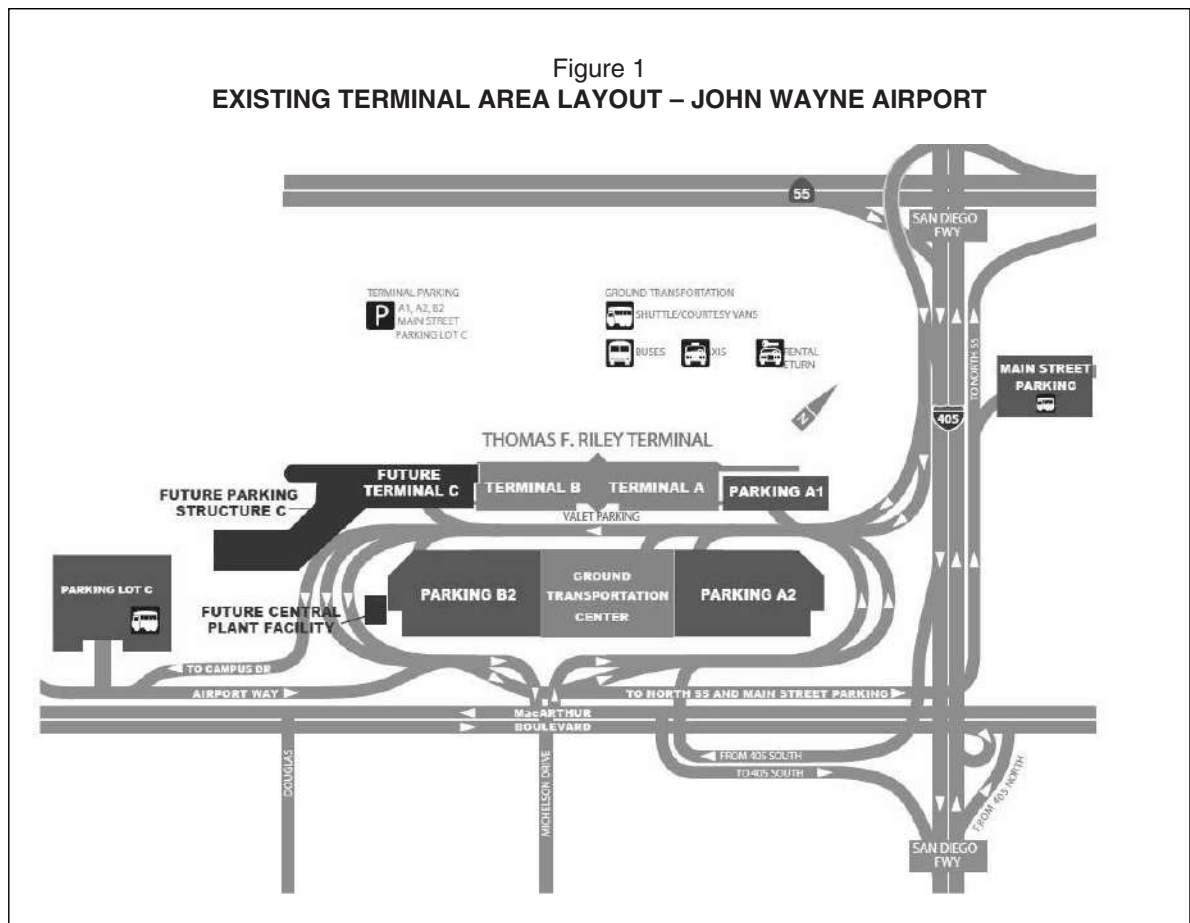 Figure 1
EXISTING TERMINAL AREA LAYOUT – JOHN WAYNE AIRPORT
55
SAN DIEGO
FWY
TERMINAL PARKING
P
A1, A2, B2
MAIN STREET
PARKING LOT C
GROUND TRANSPORTATION
SHUTTLE/COURTESY VANS
BUSES
XIS
RENTAL
ETURN
TO NORTH 55
MAIN STREET
PARKING
N
405
THOMAS F. RILEY TERMINAL
FUTURE
TERMINAL C
TERMINAL B
TERMINAL A
PARKING A1
FUTURE PARKING
STRUCTURE C
VALET PARKING
PARKING LOT C
PARKING B2
GROUND
TRANSPORTATION
CENTER
PARKING A2
FUTURE CENTRAL
PLANT FACILITY
TO CAMPUS DR
AIRPORT WAY
TO NORTH 55 AND MAIN STREET PARKING
MacARTHUR
BOULEVARD
DOUGLAS
MICHELSON DRIVE
FROM 405 SOUTH
TO 405 SOUTH
FROM 405 NORTH
SAN DIEGO
FWY